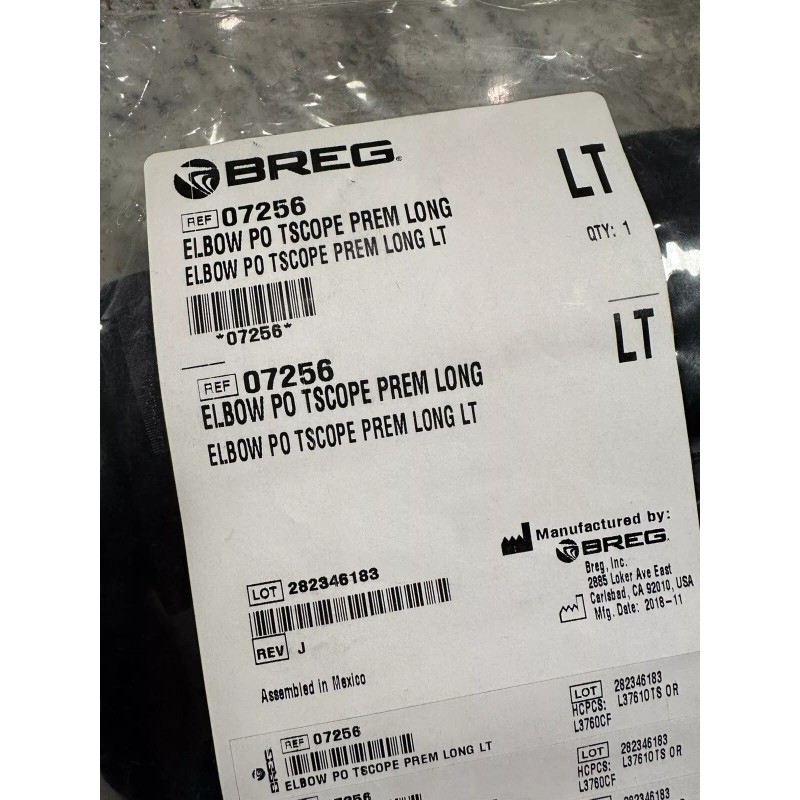 BREG®
LT
REF 07256
ELBOW PO TSCOPE PREM LONG
ELBOW PO TSCOPE PREM LONG LT
QTY: 1
*07256*
LT
REF 07256
ELBOW PO TSCOPE PREM LONG
ELBOW PO TSCOPE PREM LONG LT
Manufactured by:
BREG®
Breg, Inc.
2885 Loker Ave East
Carlsbad, CA 92010, USA
Mfg. Date: 2018-11
LOT 282346183
REV J
Assembled in Mexico
LOT 282346183
HCPCS: L3761OTS OR
L3760CF
BREG
REF 07256
ELBOW PO TSCOPE PREM LONG LT
LOT 282346183
HCPCS: L3761OTS OR
L3760CF
07256
282346183